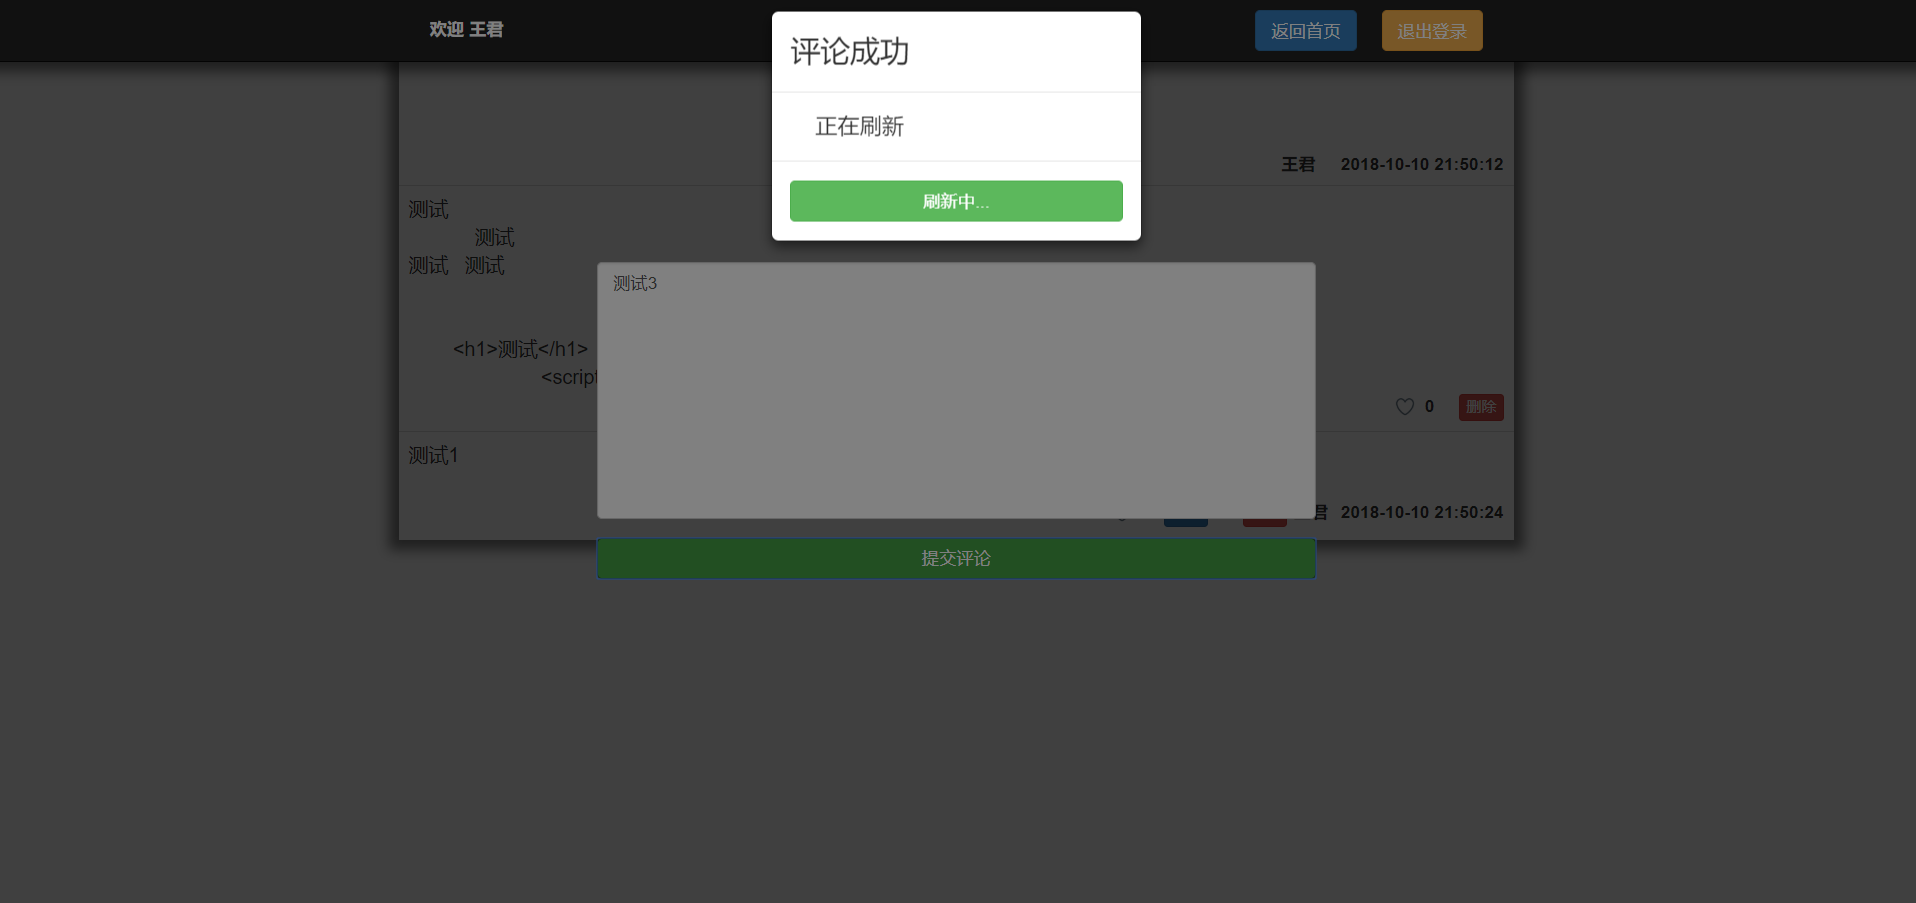 欢迎 王君
返回首页
退出登录
评论成功
正在刷新
刷新中...
王君 2018-10-10 21:50:12
测试
测试
测试 测试
<h1>测试</h1>
<script
0
删除
测试3
测试1
君 2018-10-10 21:50:24
提交评论